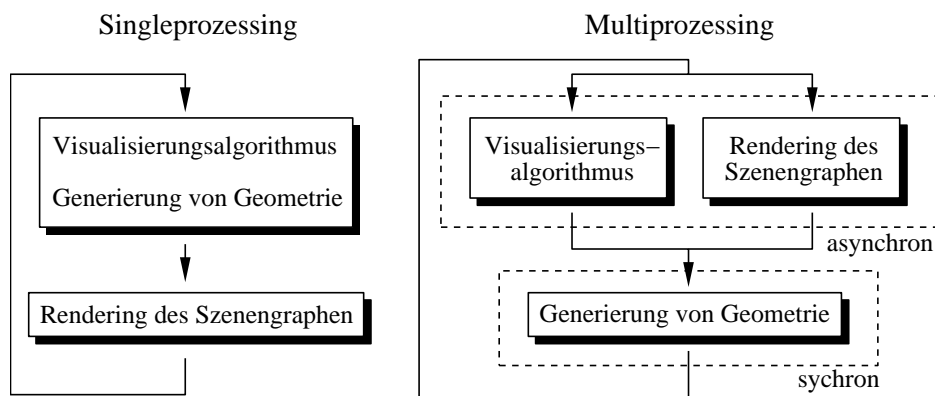 Singleprozessing
Visualisierungsalgorithmus
Generierung von Geometrie
Rendering des Szenengraphen
Multiprozessing
Visualisierungs–
algorithmus
Rendering des
Szenengraphen
asynchron
Generierung von Geometrie
sychron